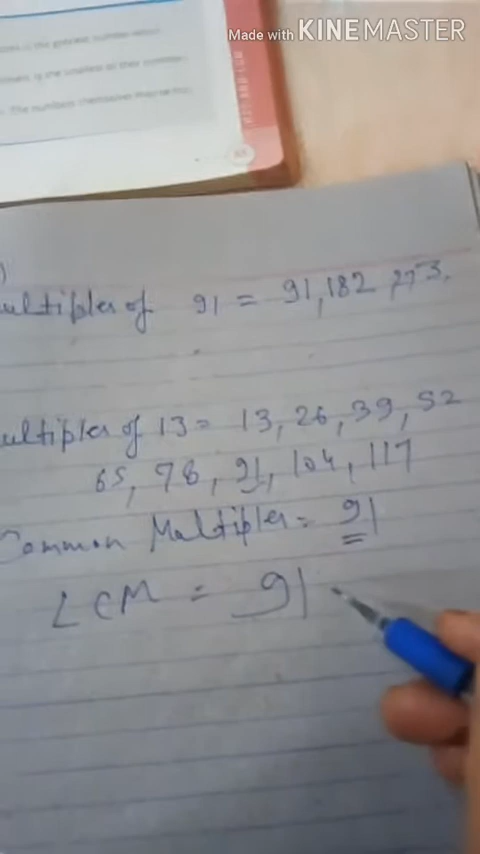 Made with KINEMASTER
)
ultiples of 91 = 91, 182, 273.
ultiples of 13 = 13, 26, 39, 52
65, 78, 91, 104, 117
Common Multiples = 91
LCM = 91